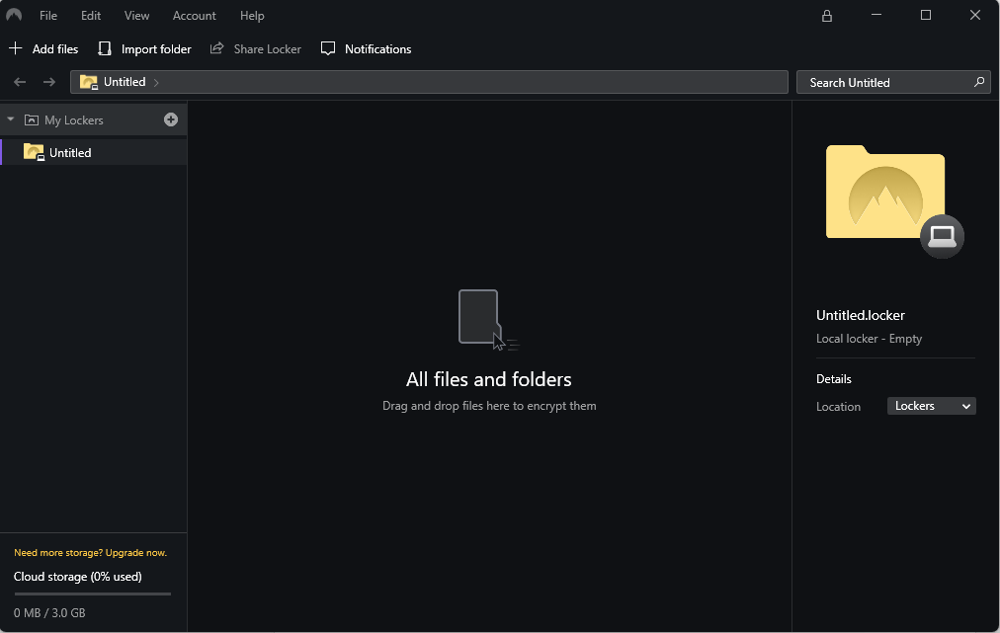 File Edit View Account Help
Add files Import folder Share Locker Notifications
Untitled
Search Untitled
My Lockers
Untitled
All files and folders
Drag and drop files here to encrypt them
Untitled.locker
Local locker - Empty
Details
Location Lockers
Need more storage? Upgrade now.
Cloud storage (0% used)
0 MB / 3.0 GB